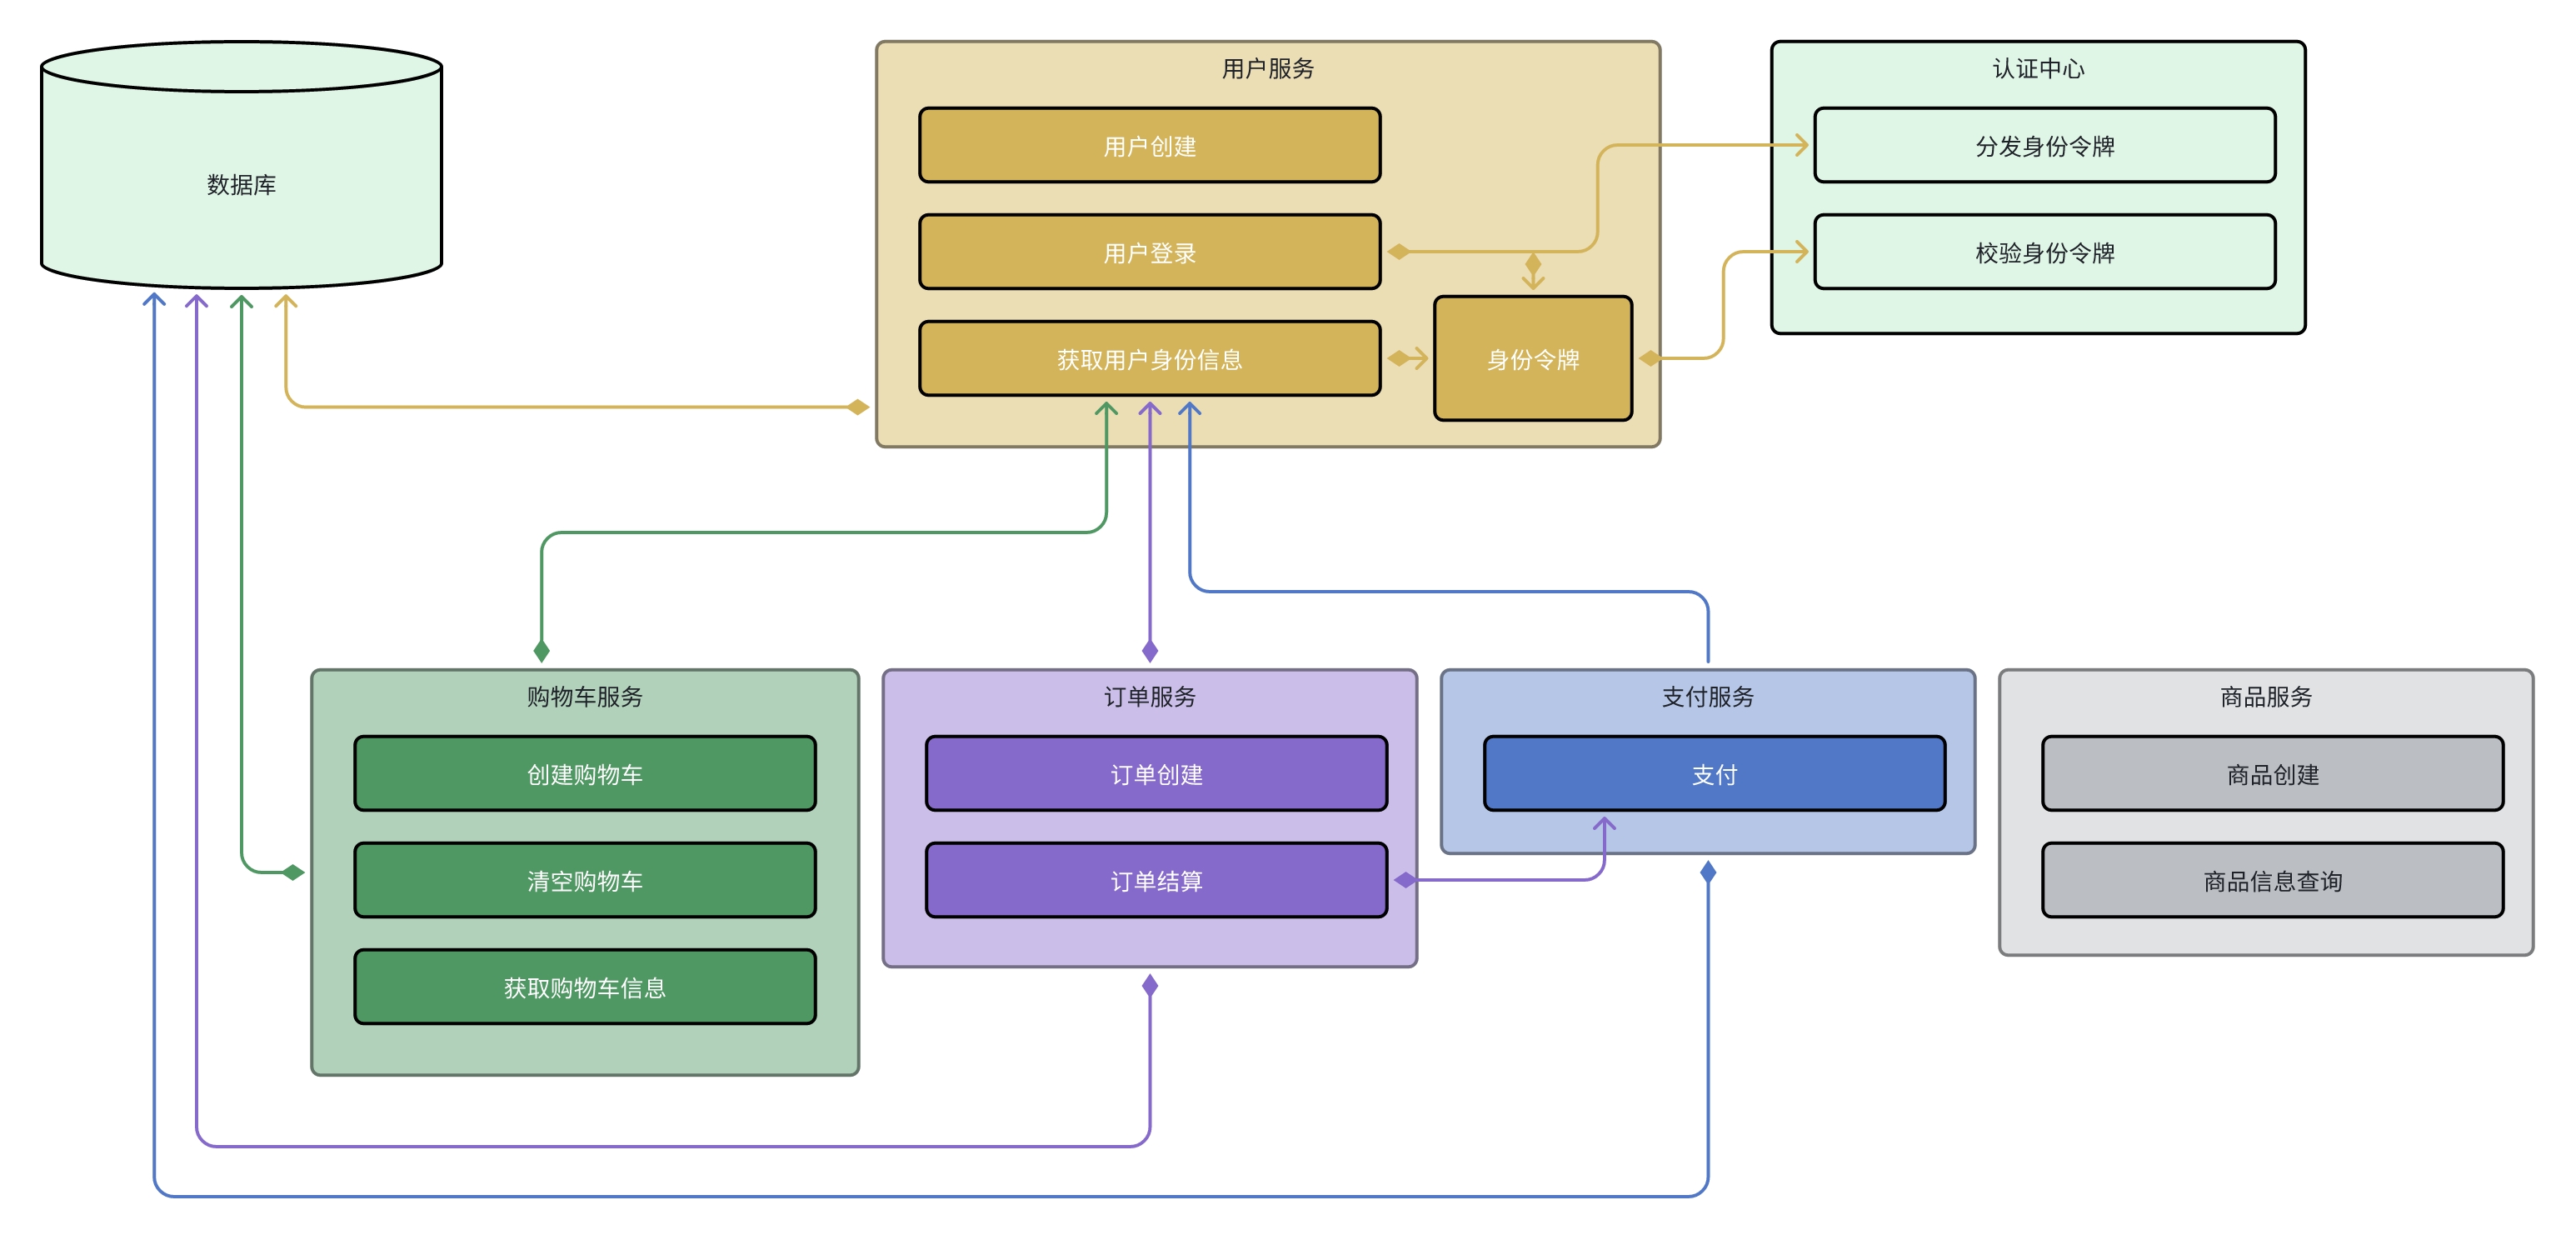 数据库
用户服务
用户创建
用户登录
获取用户身份信息
身份令牌
认证中心
分发身份令牌
校验身份令牌
购物车服务
创建购物车
清空购物车
获取购物车信息
订单服务
订单创建
订单结算
支付服务
支付
商品服务
商品创建
商品信息查询